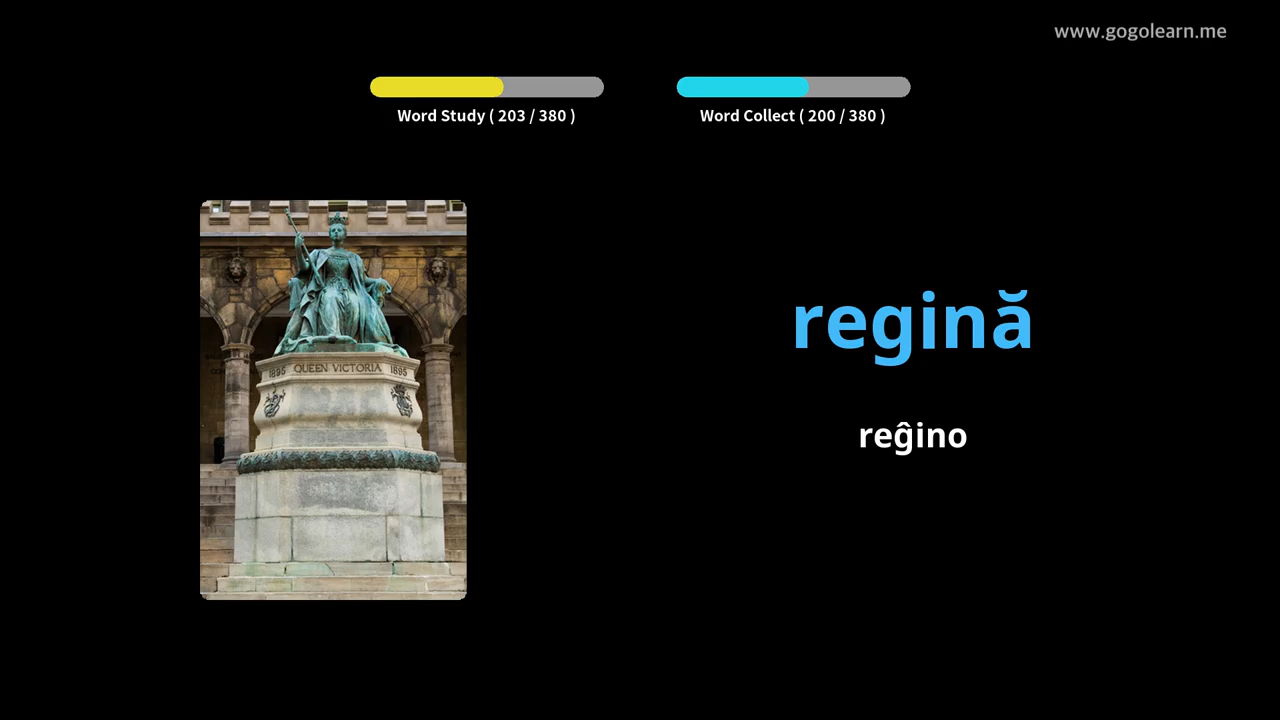 www.gogolearn.me
Word Study ( 203 / 380 )
Word Collect ( 200 / 380 )
1895 QUEEN VICTORIA 1895
regină
reĝino